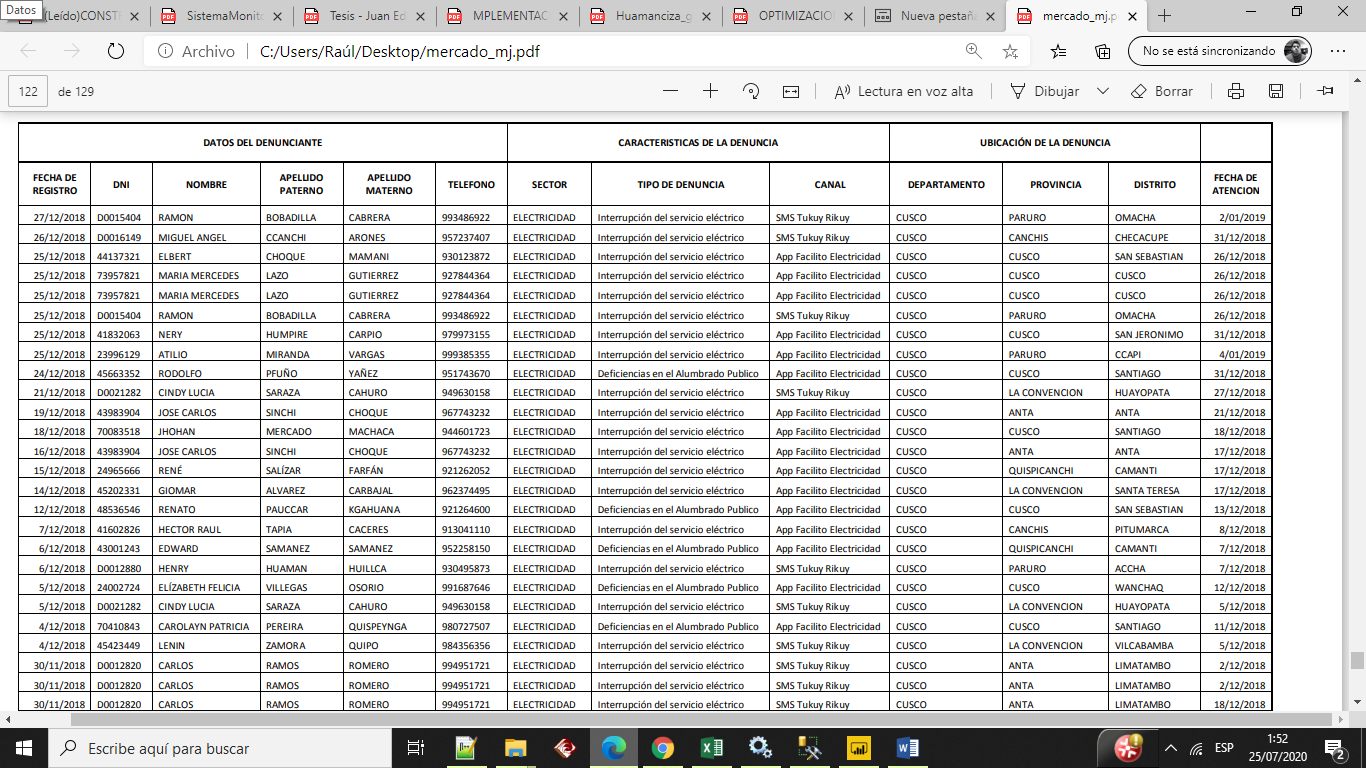 Datos
(Leído)CONST
SistemaMonito
Tesis - Juan Ed
MPLEMENTAC
Huamanciza_g
OPTIMIZACIO
Nueva pestañ
mercado_mj.p
Archivo C:/Users/Raúl/Desktop/mercado_mj.pdf No se está sincronizando
122 de 129 Lectura en voz alta Dibujar Borrar
DATOS DEL DENUNCIANTE CARACTERISTICAS DE LA DENUNCIA UBICACIÓN DE LA DENUNCIA
FECHA DE REGISTRO DNI NOMBRE APELLIDO PATERNO APELLIDO MATERNO TELEFONO SECTOR TIPO DE DENUNCIA CANAL DEPARTAMENTO PROVINCIA DISTRITO FECHA DE ATENCION
27/12/2018 D0015404 RAMON BOBADILLA CABRERA 993486922 ELECTRICIDAD Interrupción del servicio eléctrico SMS Tukuy Rikuy CUSCO PARURO OMACHA 2/01/2019
26/12/2018 D0016149 MIGUEL ANGEL CCANCHI ARONES 957237407 ELECTRICIDAD Interrupción del servicio eléctrico SMS Tukuy Rikuy CUSCO CANCHIS CHECACUPE 31/12/2018
25/12/2018 44137321 ELBERT CHOQUE MAMANI 930123872 ELECTRICIDAD Interrupción del servicio eléctrico App Facilito Electricidad CUSCO CUSCO SAN SEBASTIAN 26/12/2018
25/12/2018 73957821 MARIA MERCEDES LAZO GUTIERREZ 927844364 ELECTRICIDAD Interrupción del servicio eléctrico App Facilito Electricidad CUSCO CUSCO CUSCO 26/12/2018
25/12/2018 73957821 MARIA MERCEDES LAZO GUTIERREZ 927844364 ELECTRICIDAD Interrupción del servicio eléctrico App Facilito Electricidad CUSCO CUSCO CUSCO 26/12/2018
25/12/2018 D0015404 RAMON BOBADILLA CABRERA 993486922 ELECTRICIDAD Interrupción del servicio eléctrico SMS Tukuy Rikuy CUSCO PARURO OMACHA 26/12/2018
25/12/2018 41832063 NERY HUMPIRE CARPIO 979973155 ELECTRICIDAD Interrupción del servicio eléctrico App Facilito Electricidad CUSCO CUSCO SAN JERONIMO 31/12/2018
25/12/2018 23996129 ATILIO MIRANDA VARGAS 999385355 ELECTRICIDAD Interrupción del servicio eléctrico App Facilito Electricidad CUSCO PARURO CCAPI 4/01/2019
24/12/2018 45663352 RODOLFO PFUÑO YAÑEZ 951743670 ELECTRICIDAD Deficiencias en el Alumbrado Publico App Facilito Electricidad CUSCO CUSCO SANTIAGO 31/12/2018
21/12/2018 D0021282 CINDY LUCIA SARAZA CAHURO 949630158 ELECTRICIDAD Interrupción del servicio eléctrico SMS Tukuy Rikuy CUSCO LA CONVENCION HUAYOPATA 27/12/2018
19/12/2018 43983904 JOSE CARLOS SINCHI CHOQUE 967743232 ELECTRICIDAD Interrupción del servicio eléctrico App Facilito Electricidad CUSCO ANTA ANTA 21/12/2018
18/12/2018 70083518 JHOHAN MERCADO MACHACA 944601723 ELECTRICIDAD Interrupción del servicio eléctrico App Facilito Electricidad CUSCO CUSCO SANTIAGO 18/12/2018
16/12/2018 43983904 JOSE CARLOS SINCHI CHOQUE 967743232 ELECTRICIDAD Interrupción del servicio eléctrico App Facilito Electricidad CUSCO ANTA ANTA 17/12/2018
15/12/2018 24965666 RENÉ SALÍZAR FARFÁN 921262052 ELECTRICIDAD Interrupción del servicio eléctrico App Facilito Electricidad CUSCO QUISPICANCHI CAMANTI 17/12/2018
14/12/2018 45202331 GIOMAR ALVAREZ CARBAJAL 962374495 ELECTRICIDAD Interrupción del servicio eléctrico App Facilito Electricidad CUSCO LA CONVENCION SANTA TERESA 17/12/2018
12/12/2018 48536546 RENATO PAUCCAR KGAHUANA 921264600 ELECTRICIDAD Deficiencias en el Alumbrado Publico App Facilito Electricidad CUSCO CUSCO SAN SEBASTIAN 13/12/2018
7/12/2018 41602826 HECTOR RAUL TAPIA CACERES 913041110 ELECTRICIDAD Interrupción del servicio eléctrico App Facilito Electricidad CUSCO CANCHIS PITUMARCA 8/12/2018
6/12/2018 43001243 EDWARD SAMANEZ SAMANEZ 952258150 ELECTRICIDAD Deficiencias en el Alumbrado Publico App Facilito Electricidad CUSCO QUISPICANCHI CAMANTI 7/12/2018
6/12/2018 D0012880 HENRY HUAMAN HUILLCA 930495873 ELECTRICIDAD Interrupción del servicio eléctrico SMS Tukuy Rikuy CUSCO PARURO ACCHA 7/12/2018
5/12/2018 24002724 ELÍZABETH FELICIA VILLEGAS OSORIO 991687646 ELECTRICIDAD Deficiencias en el Alumbrado Publico App Facilito Electricidad CUSCO CUSCO WANCHAQ 12/12/2018
5/12/2018 D0021282 CINDY LUCIA SARAZA CAHURO 949630158 ELECTRICIDAD Interrupción del servicio eléctrico SMS Tukuy Rikuy CUSCO LA CONVENCION HUAYOPATA 5/12/2018
4/12/2018 70410843 CAROLAYN PATRICIA PEREIRA QUISPEYNGA 980727507 ELECTRICIDAD Deficiencias en el Alumbrado Publico App Facilito Electricidad CUSCO CUSCO SANTIAGO 11/12/2018
4/12/2018 45423449 LENIN ZAMORA QUIPO 984356356 ELECTRICIDAD Interrupción del servicio eléctrico SMS Tukuy Rikuy CUSCO LA CONVENCION VILCABAMBA 5/12/2018
30/11/2018 D0012820 CARLOS RAMOS ROMERO 994951721 ELECTRICIDAD Interrupción del servicio eléctrico SMS Tukuy Rikuy CUSCO ANTA LIMATAMBO 2/12/2018
30/11/2018 D0012820 CARLOS RAMOS ROMERO 994951721 ELECTRICIDAD Interrupción del servicio eléctrico SMS Tukuy Rikuy CUSCO ANTA LIMATAMBO 2/12/2018
30/11/2018 D0012820 CARLOS RAMOS ROMERO 994951721 ELECTRICIDAD Interrupción del servicio eléctrico SMS Tukuy Rikuy CUSCO ANTA LIMATAMBO 18/12/2018
Escribe aquí para buscar ESP 1:52
25/07/2020 2